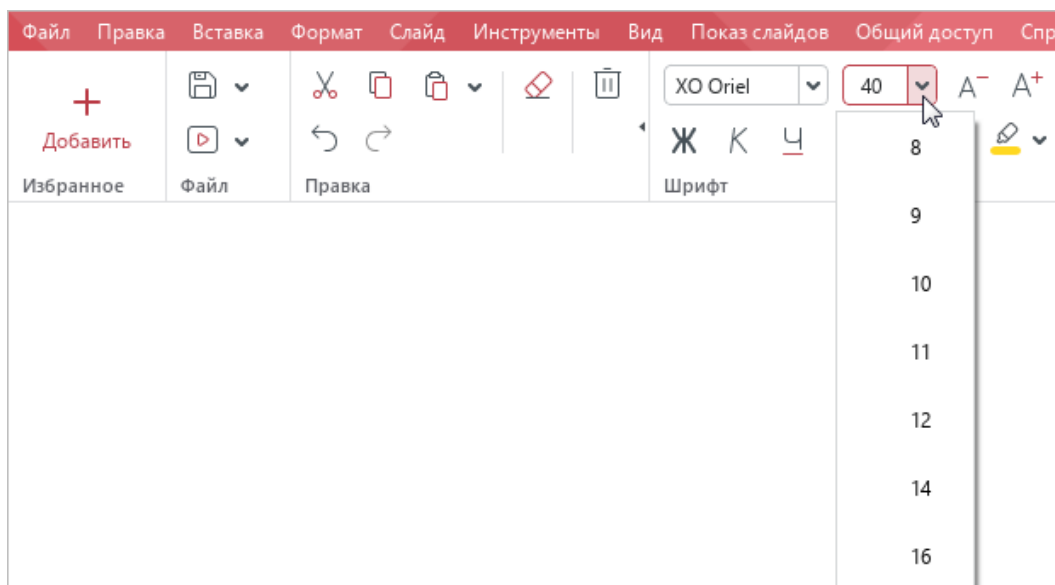 Файл Правка Вставка Формат Слайд Инструменты Вид Показ слайдов Общий доступ Спр
XO Oriel 40 A− A+
Добавить Ж К Ч
Избранное Файл Правка Шрифт
8
9
10
11
12
14
16